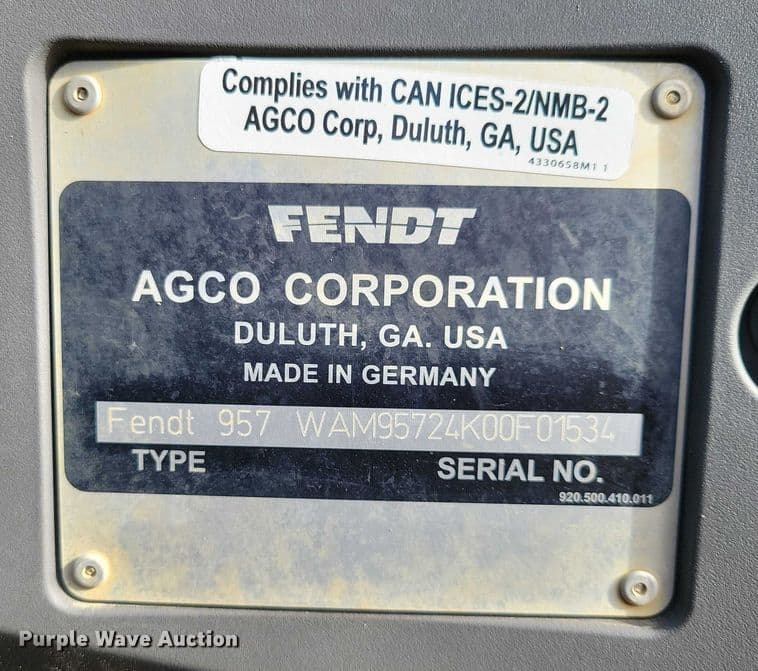 Complies with CAN ICES-2/NMB-2
AGCO Corp, Duluth, GA, USA
4330658M1 1
FENDT
AGCO CORPORATION
DULUTH, GA. USA
MADE IN GERMANY
Fendt 957 WAM95724K00F01534
TYPE SERIAL NO.
920.500.410.011
Purple Wave Auction